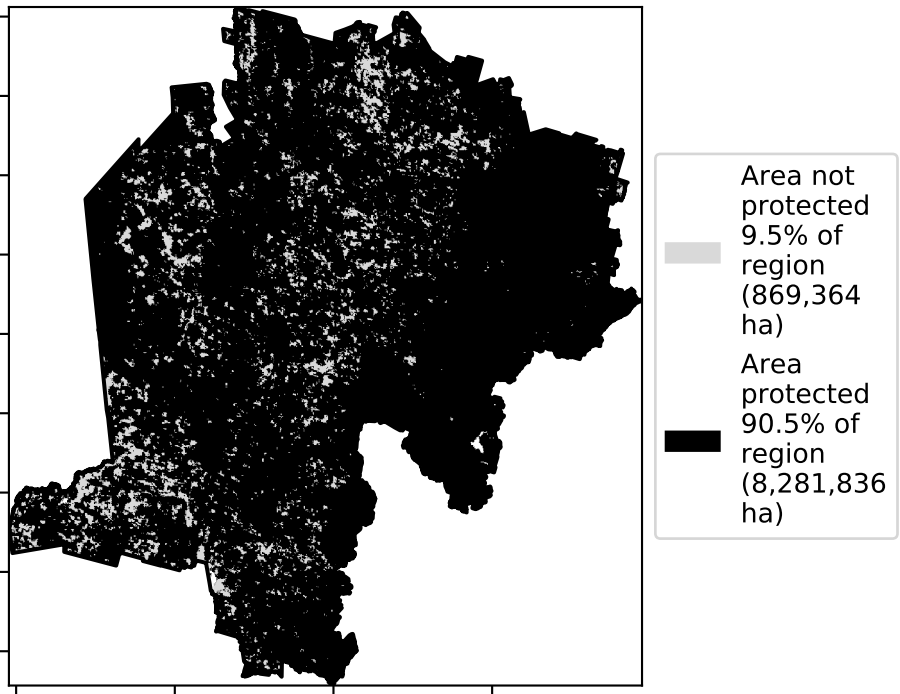 Area not
protected
9.5% of
region
(869,364
ha)
Area
protected
90.5% of
region
(8,281,836
ha)